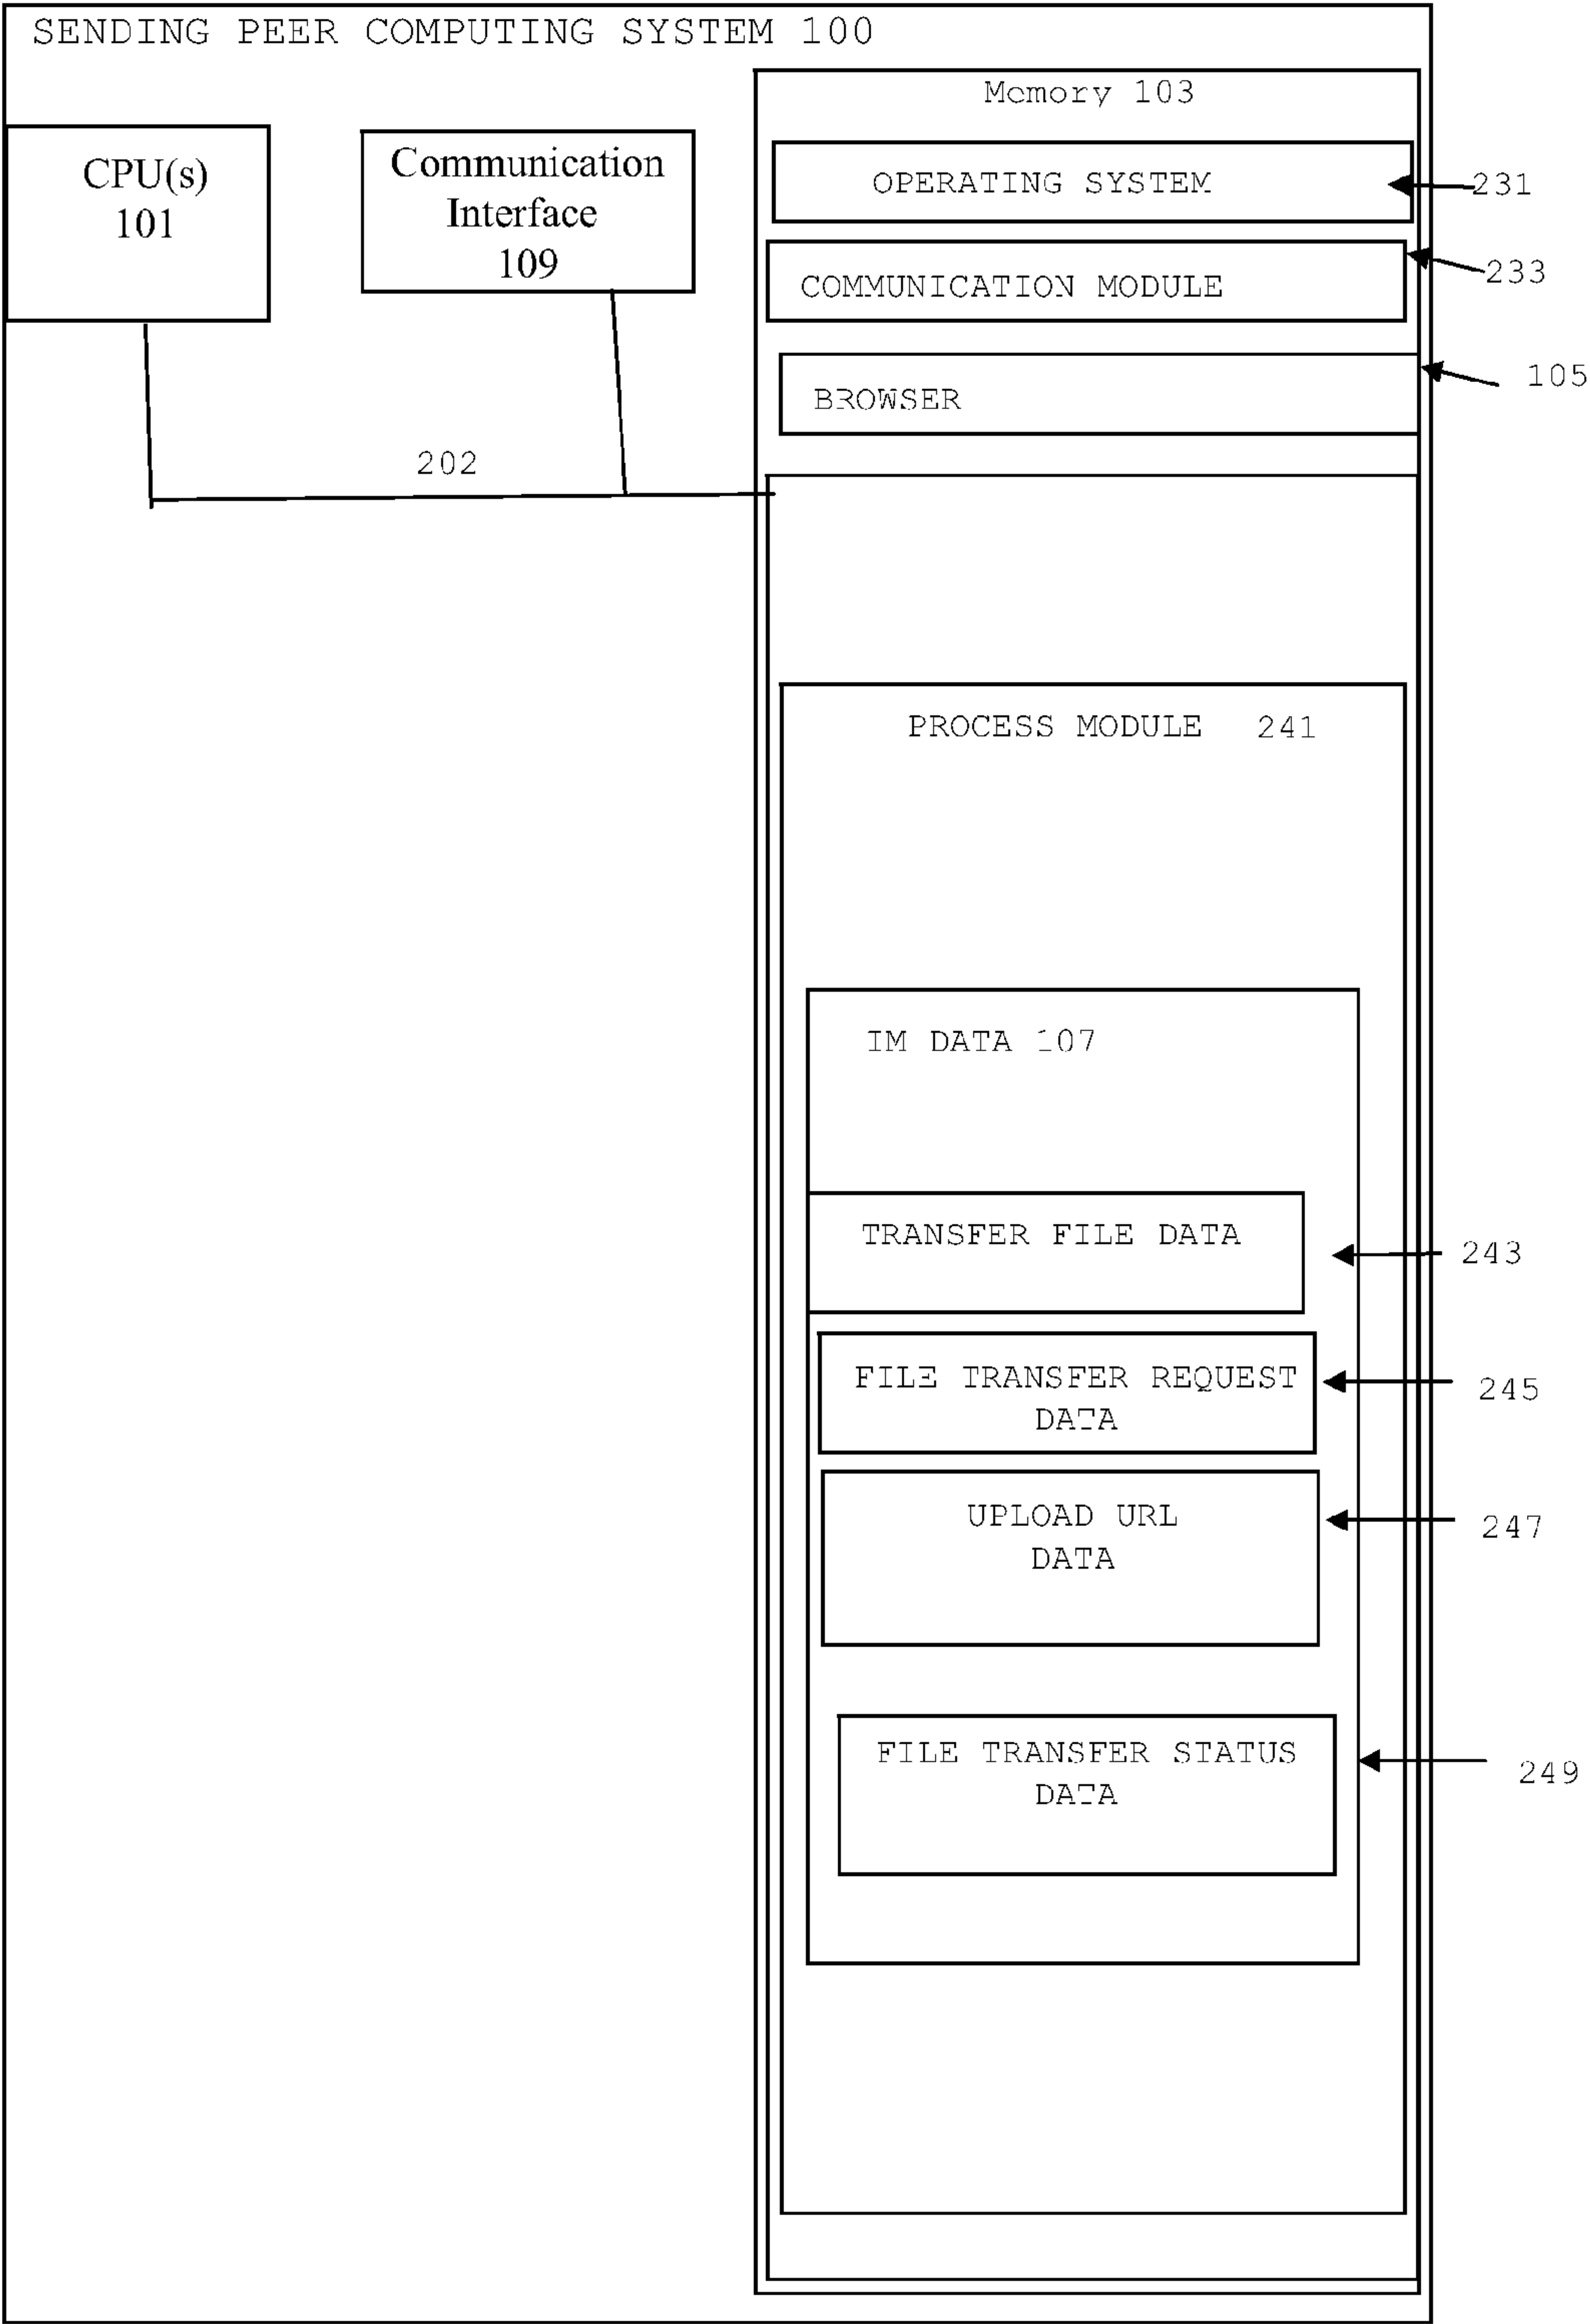 SENDING PEER COMPUTING SYSTEM 100
Memory 103
CPU(s)
101
Communication
Interface
109
OPERATING SYSTEM
231
COMMUNICATION MODULE
233
BROWSER
105
202
PROCESS MODULE 241
IM DATA 107
TRANSFER FILE DATA
243
FILE TRANSFER REQUEST
DATA
245
UPLOAD URL
DATA
247
FILE TRANSFER STATUS
DATA
249